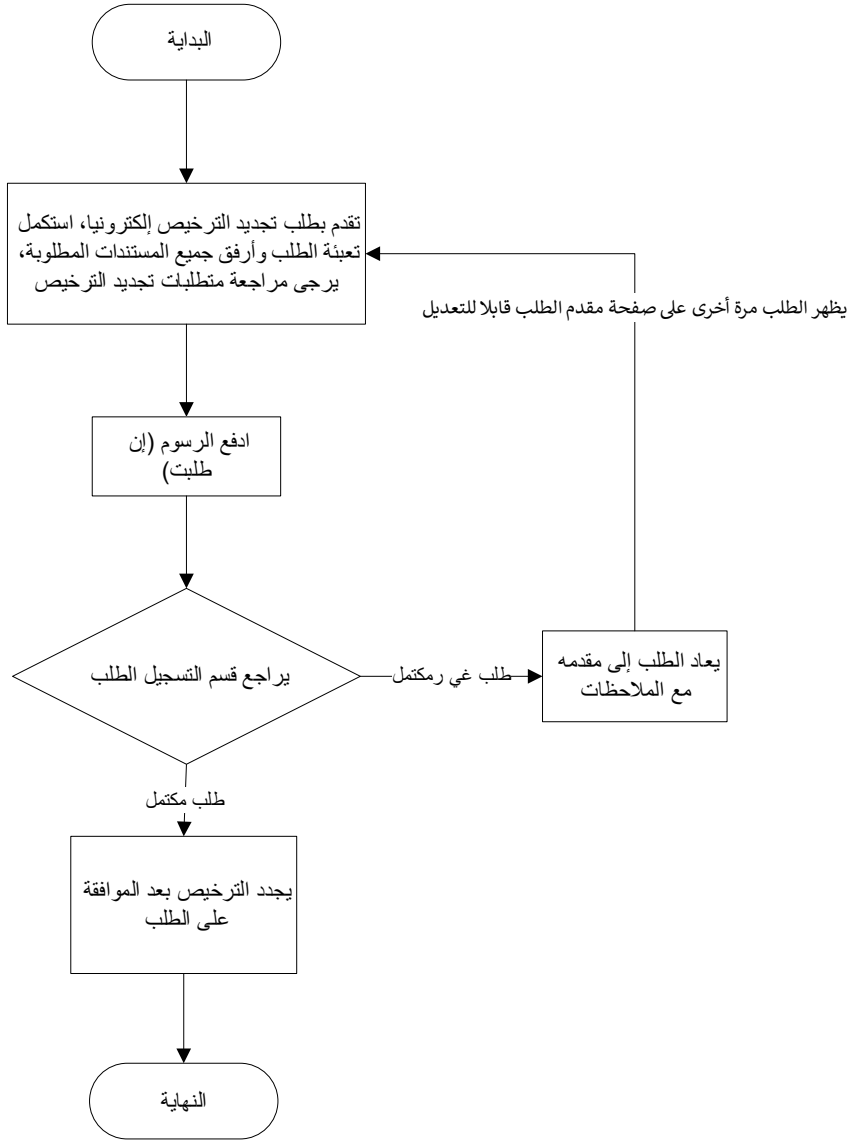 البداية
تقدم بطلب تجديد الترخيص إلكترونيا، استكمل
تعبئة الطلب وأرفق جميع المستندات المطلوبة،
يرجى مراجعة متطلبات تجديد الترخيص
يظهر الطلب مرة أخرى على صفحة مقدم الطلب قابلا للتعديل
ادفع الرسوم (إن
طلبت)
يراجع قسم التسجيل الطلب
طلب غي رمكتمل
يعاد الطلب إلى مقدمه
مع الملاحظات
طلب مكتمل
يجدد الترخيص بعد الموافقة
على الطلب
النهاية